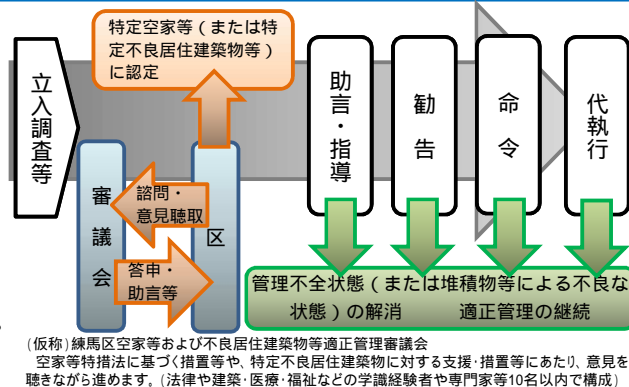 特定空家等（または特
定不良居住建築物等）
に認定
立入調査等
審議会
諮問・
意見聴取
答申・
助言等
区
助言・指導
勧告
命令
代執行
管理不全状態（または堆積物等による不良な
状態）の解消　適正管理の継続
(仮称)練馬区空家等および不良居住建築物等適正管理審議会
空家等特措法に基づく措置等や、特定不良居住建築物に対する支援・措置等にあたり、意見を
聴きながら進めます。(法律や建築・医療・福祉などの学識経験者や専門家等10名以内で構成)